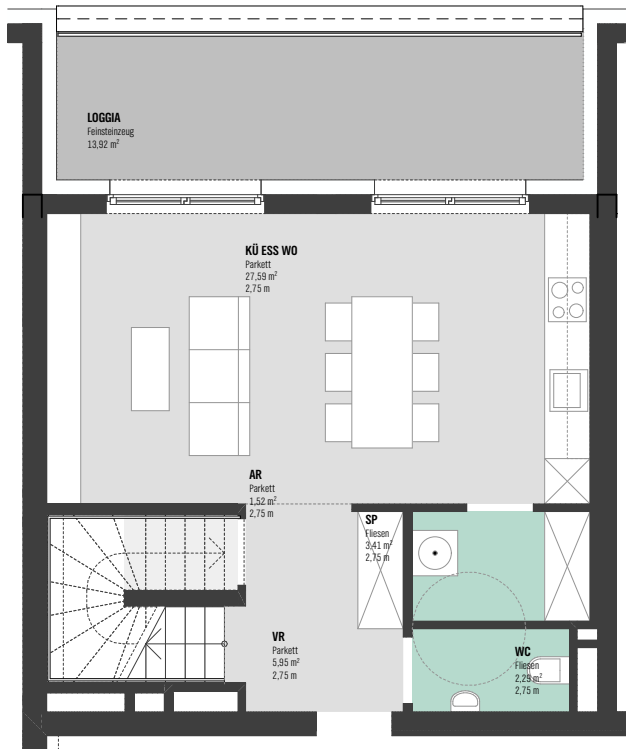 LOGGIA
Feinsteinzeug
13,92 m²
KÜ ESS WO
Parkett
27,59 m²
2,75 m
AR
Parkett
1,52 m²
2,75 m
SP
Fliesen
3,41 m²
2,75 m
VR
Parkett
5,95 m²
2,75 m
WC
Fliesen
2,25 m²
2,75 m